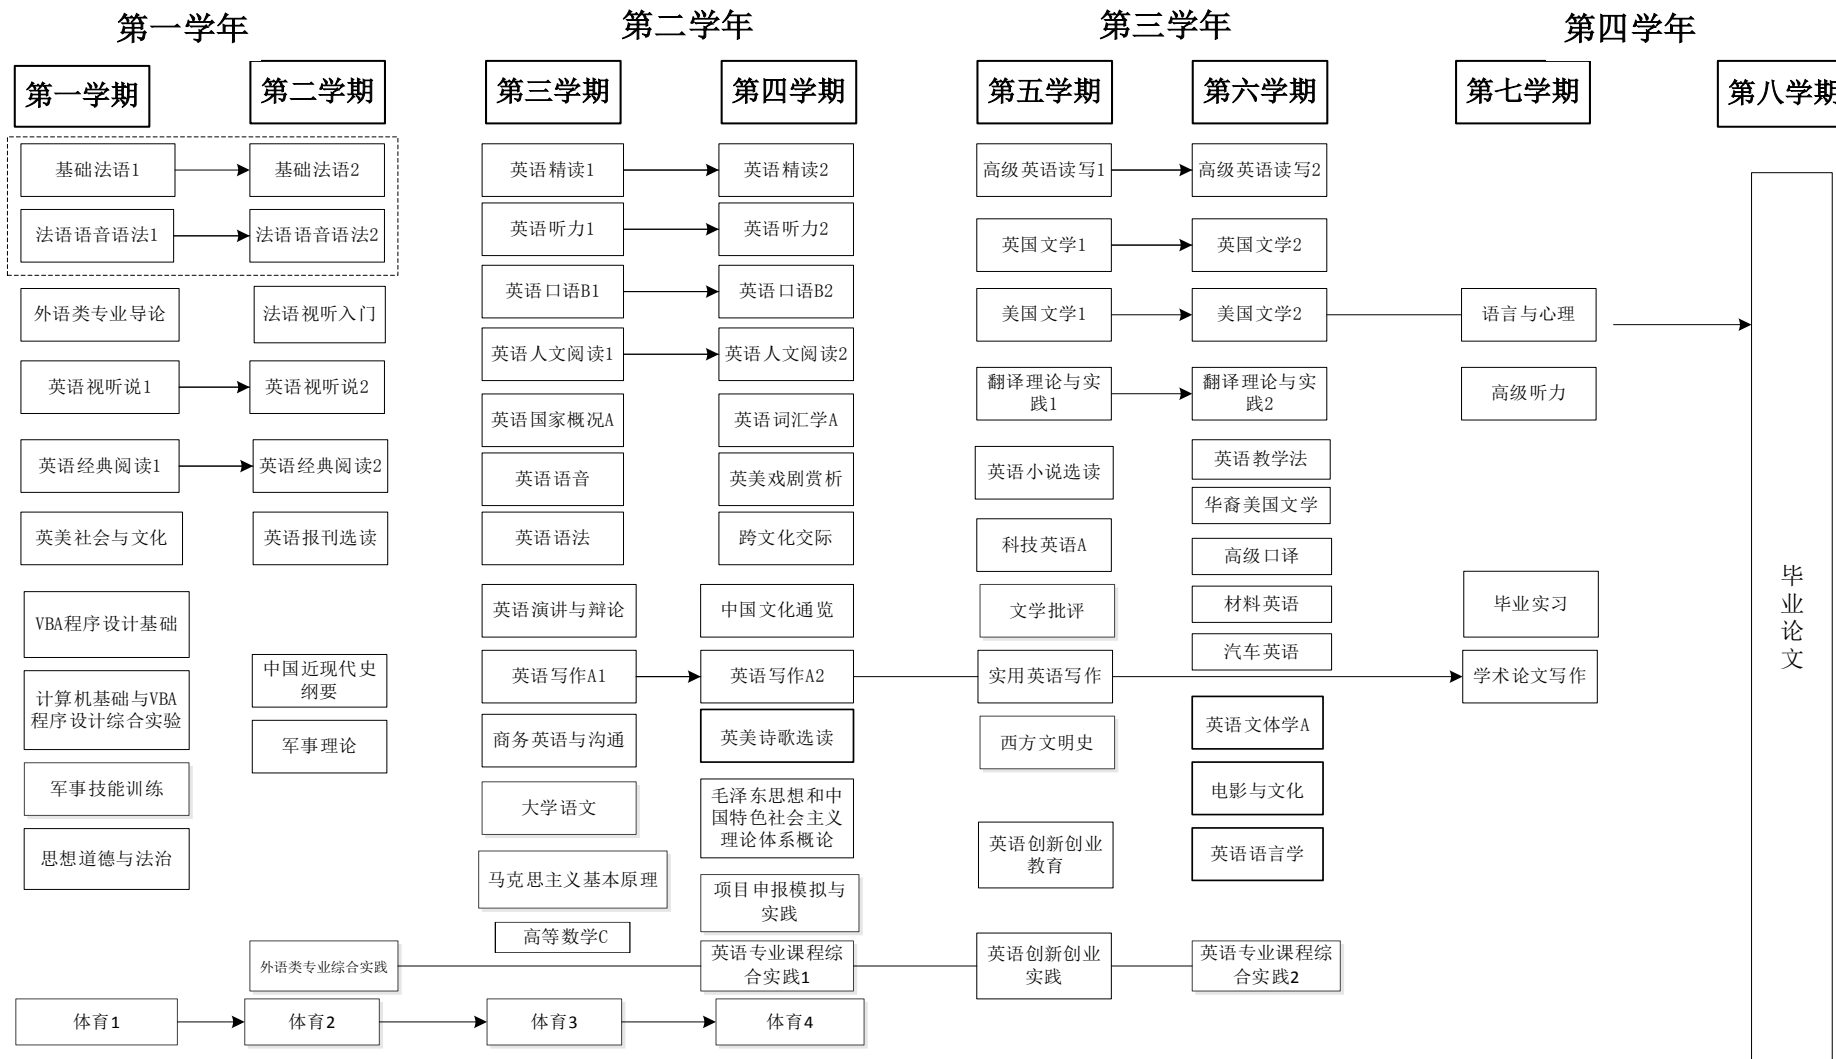 第一学年
第二学年
第三学年
第四学年
第一学期
第二学期
第三学期
第四学期
第五学期
第六学期
第七学期
第八学期
基础法语1
基础法语2
英语精读1
英语精读2
高级英语读写1
高级英语读写2
法语语音语法1
法语语音语法2
英语听力1
英语听力2
英国文学1
英国文学2
外语类专业导论
法语视听入门
英语口语B1
英语口语B2
美国文学1
美国文学2
语言与心理
英语视听说1
英语视听说2
英语人文阅读1
英语人文阅读2
翻译理论与实
践1
翻译理论与实
践2
高级听力
英语经典阅读1
英语经典阅读2
英语国家概况A
英语词汇学A
英语小说选读
英语教学法
英语语音
英美戏剧赏析
华裔美国文学
英美社会与文化
英语报刊选读
英语语法
跨文化交际
科技英语A
高级口译
VBA程序设计基础
英语演讲与辩论
中国文化通览
文学批评
材料英语
毕业实习
毕
业
论
文
汽车英语
中国近现代史
纲要
英语写作A1
英语写作A2
实用英语写作
学术论文写作
计算机基础与VBA
程序设计综合实验
军事理论
商务英语与沟通
英美诗歌选读
西方文明史
英语文体学A
军事技能训练
大学语文
毛泽东思想和中
国特色社会主义
理论体系概论
电影与文化
思想道德与法治
马克思主义基本原理
项目申报模拟与
实践
英语创新创业
教育
英语语言学
高等数学C
外语类专业综合实践
英语专业课程综
合实践1
英语创新创业
实践
英语专业课程综
合实践2
体育1
体育2
体育3
体育4